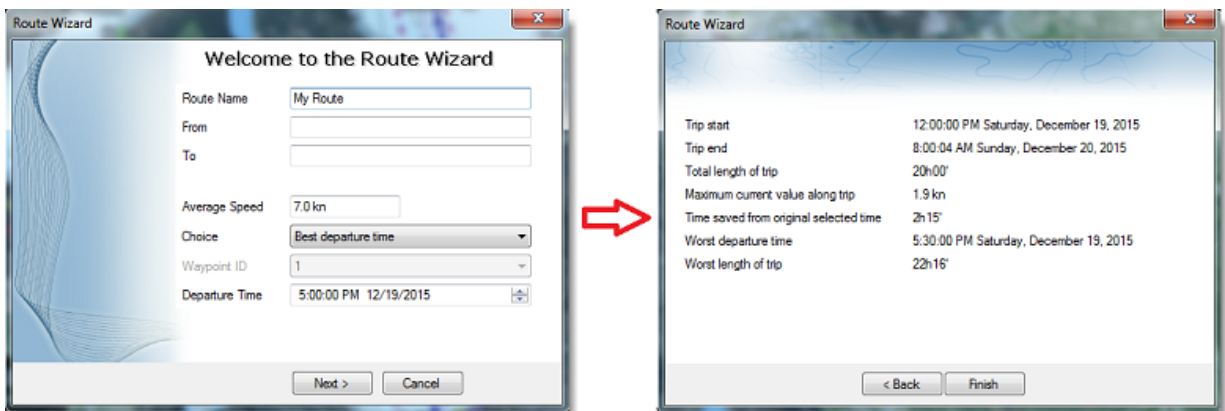 Route Wizard
Welcome to the Route Wizard
Route Name My Route
From
To
Average Speed 7.0 kn
Choice Best departure time
Waypoint ID 1
Departure Time 5:00:00 PM 12/19/2015
Next > Cancel
Route Wizard
Trip start 12:00:00 PM Saturday, December 19, 2015
Trip end 8:00:04 AM Sunday, December 20, 2015
Total length of trip 20h00'
Maximum current value along trip 1.9 kn
Time saved from original selected time 2h15'
Worst departure time 5:30:00 PM Saturday, December 19, 2015
Worst length of trip 22h16'
< Back Finish